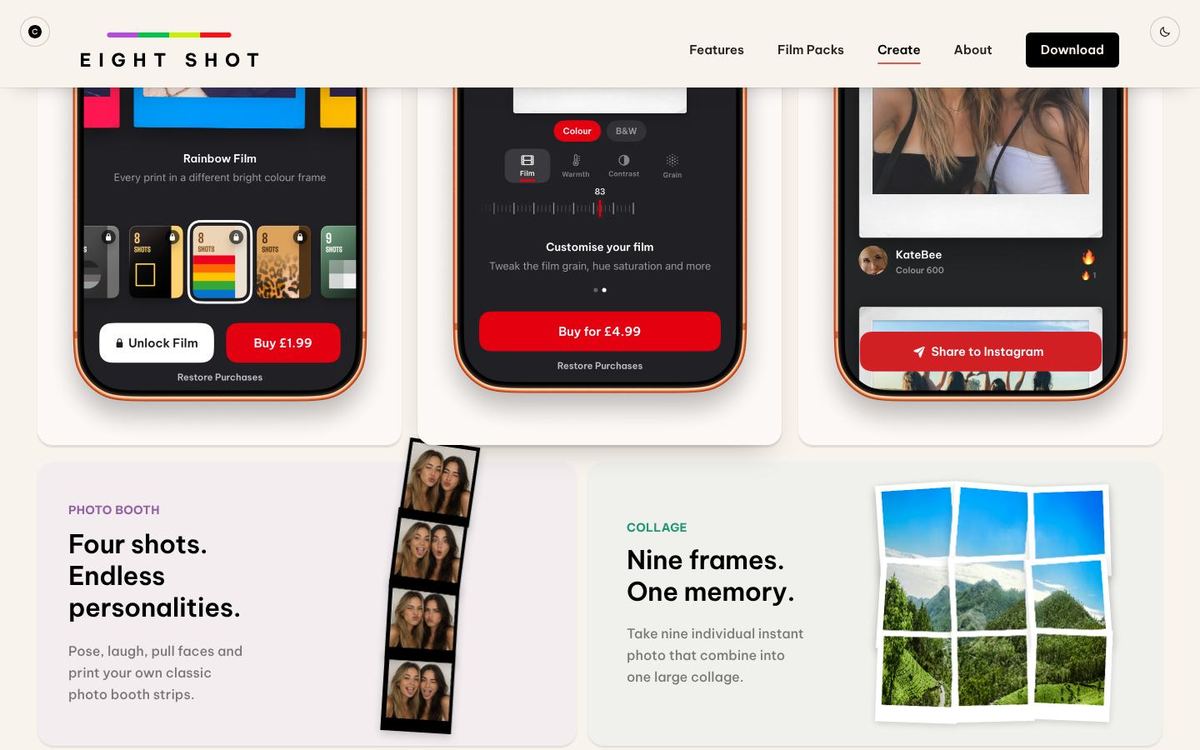 C
EIGHT SHOT
Features
Film Packs
Create
About
Download
Rainbow Film
Every print in a different bright colour frame
8
SHOTS
8
SHOTS
8
SHOTS
9
SHOTS
Unlock Film
Buy £1.99
Restore Purchases
Colour
B&W
Film
Warmth
Contrast
Grain
83
Customise your film
Tweak the film grain, hue saturation and more
Buy for £4.99
Restore Purchases
KateBee
Colour 600
1
Share to Instagram
PHOTO BOOTH
Four shots.
Endless
personalities.
Pose, laugh, pull faces and
print your own classic
photo booth strips.
COLLAGE
Nine frames.
One memory.
Take nine individual instant
photo that combine into
one large collage.